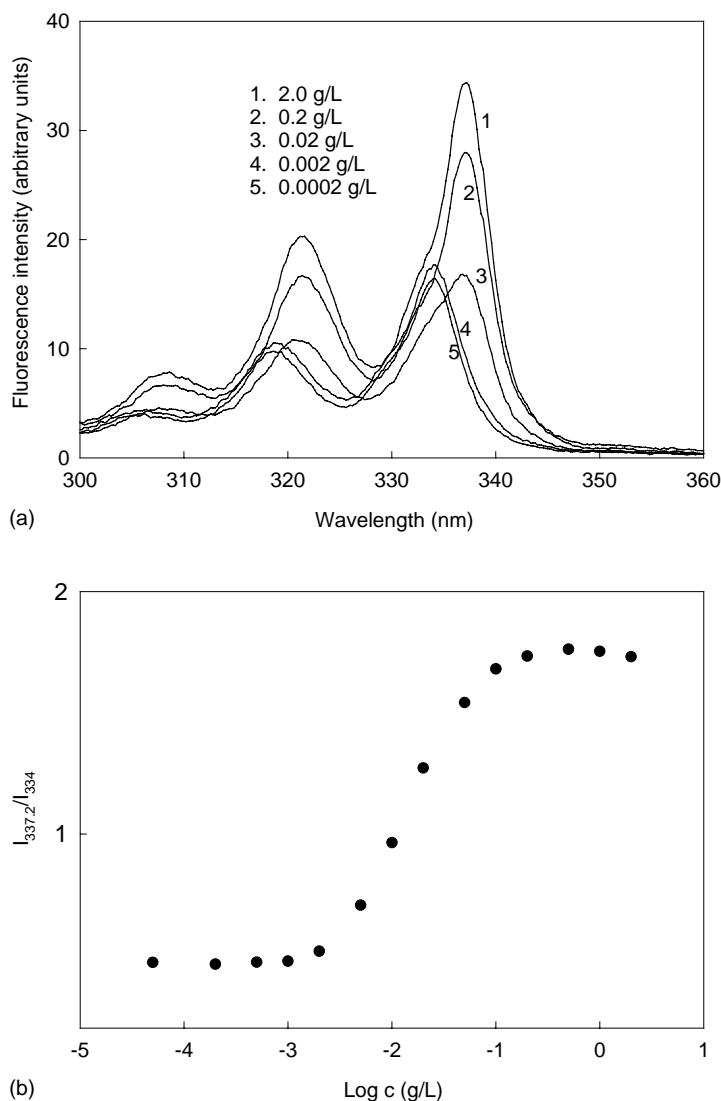 40
30
20
10
0
Fluorescence intensity (arbitrary units)
1. 2.0 g/L
2. 0.2 g/L
3. 0.02 g/L
4. 0.002 g/L
5. 0.0002 g/L
1
2
3
4
5
300 310 320 330 340 350 360
(a)
Wavelength (nm)
2
1
I337.2/I334
-5 -4 -3 -2 -1 0 1
(b)
Log c (g/L)